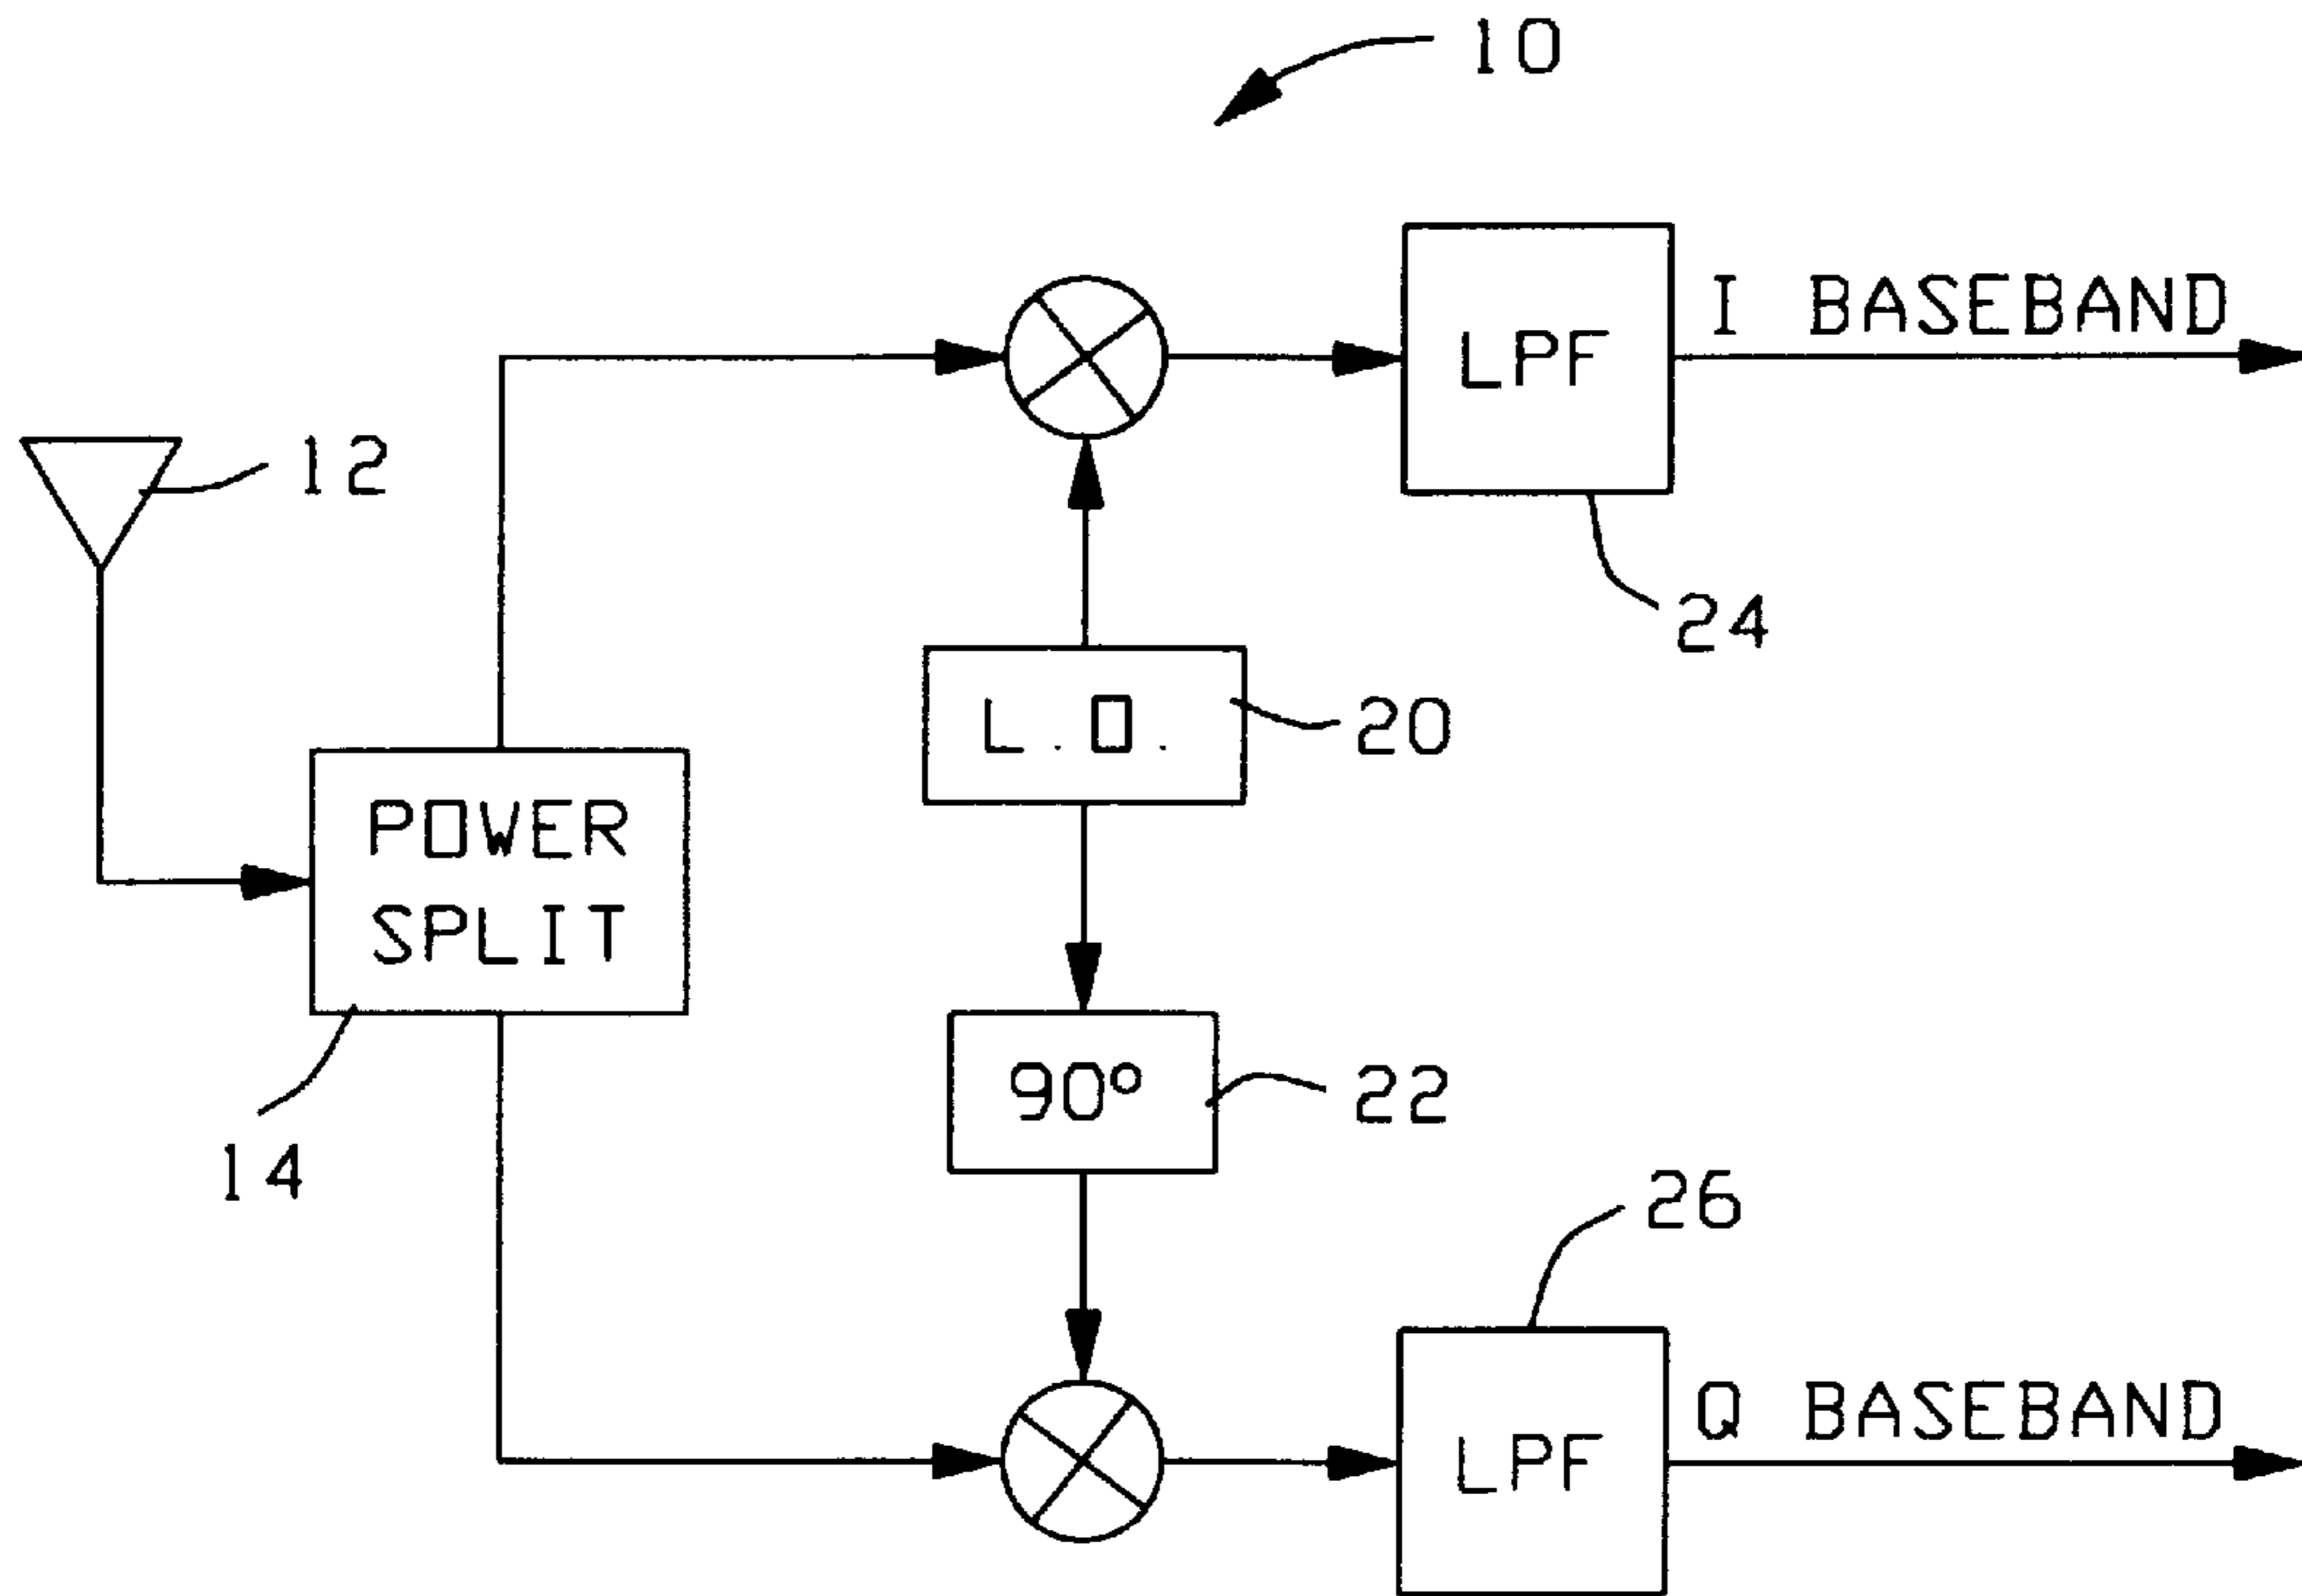 10
I BASEBAND
LPF
12
24
L.O.
20
POWER
SPLIT
90°
22
14
26
Q BASEBAND
LPF